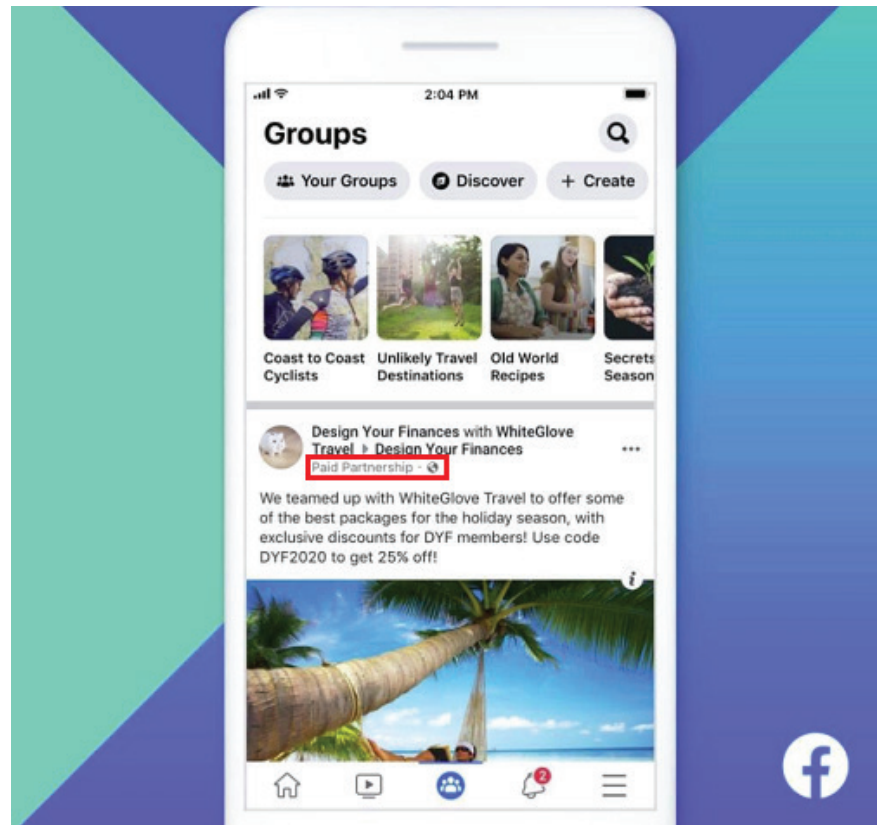 2:04 PM
Groups
Your Groups
Discover
+ Create
Coast to Coast
Cyclists
Unlikely Travel
Destinations
Old World
Recipes
Secrets
Season
Design Your Finances with WhiteGlove
Travel ▸ Design Your Finances
Paid Partnership -
We teamed up with WhiteGlove Travel to offer some
of the best packages for the holiday season, with
exclusive discounts for DYF members! Use code
DYF2020 to get 25% off!
i
2
f